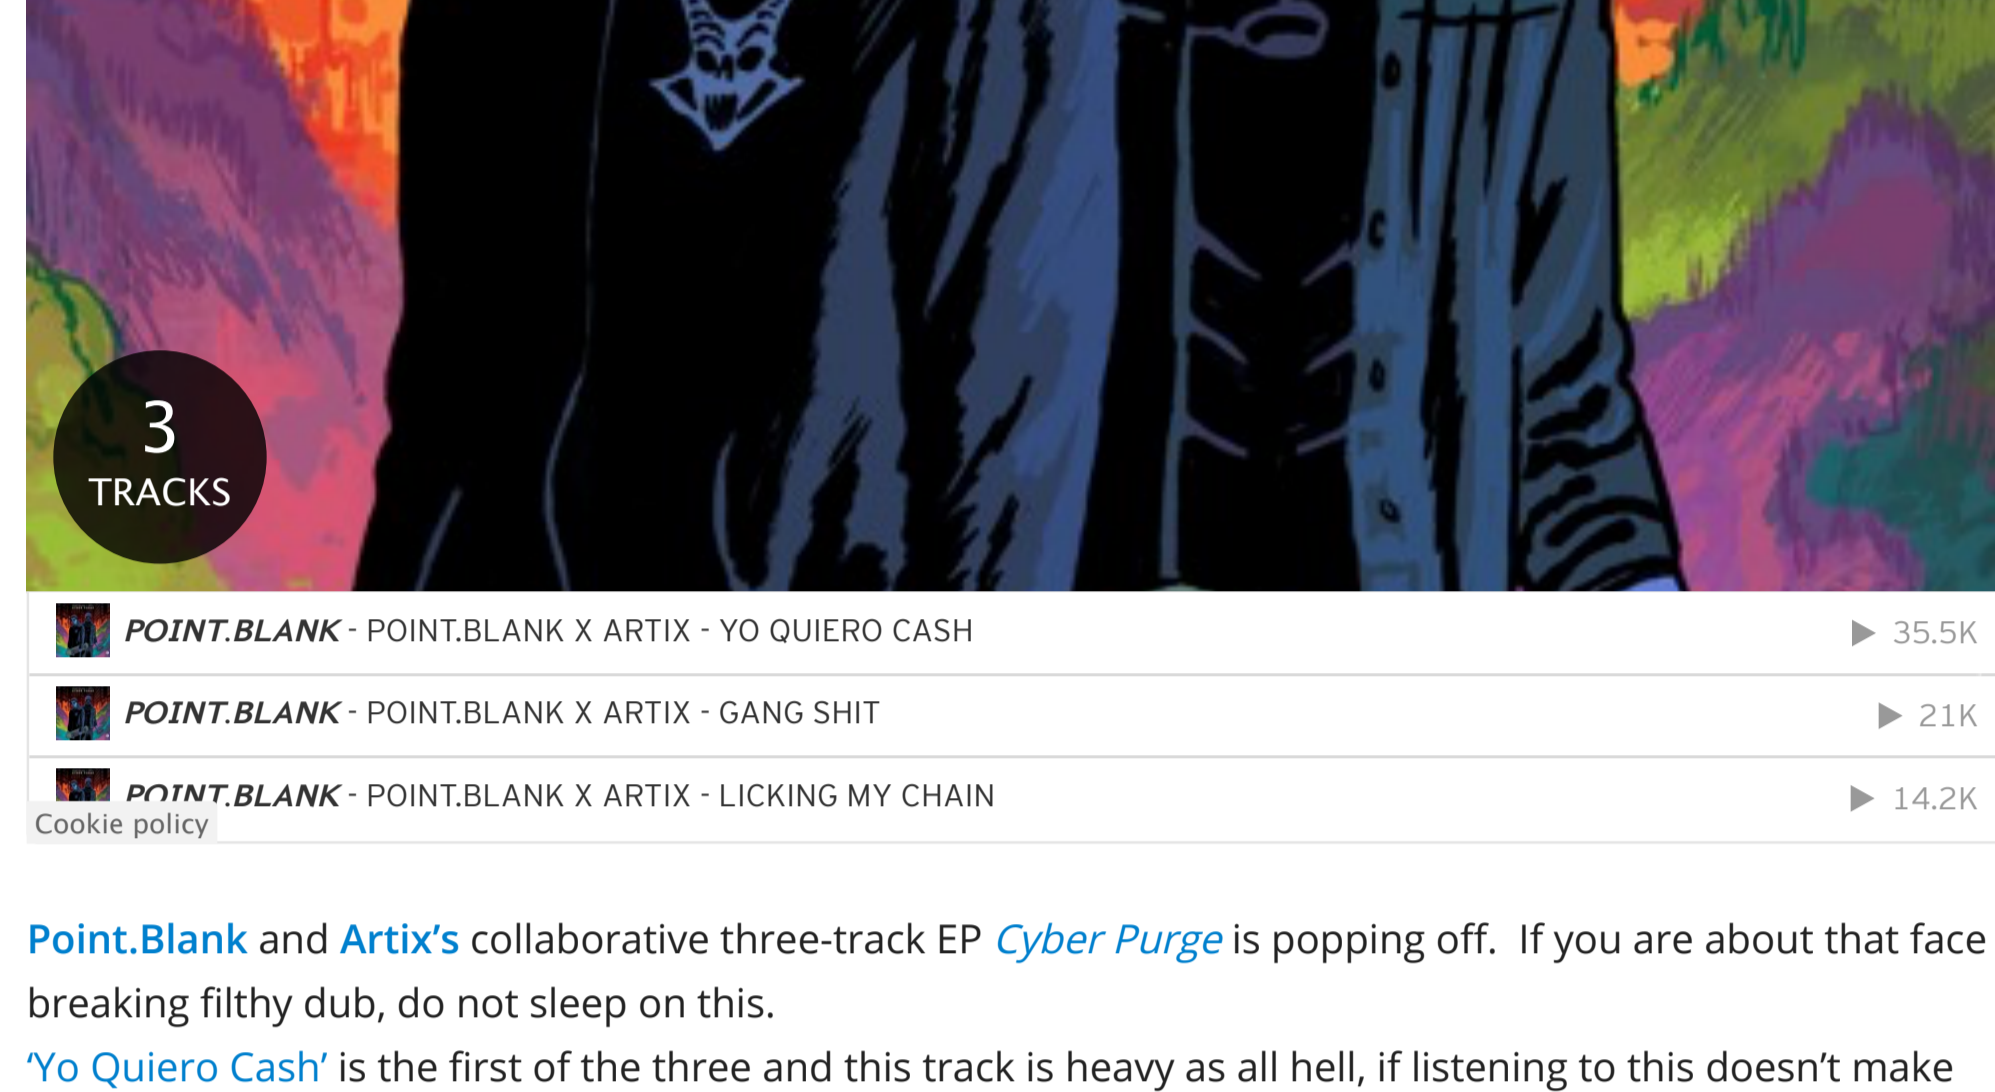 3
TRACKS
POINT.BLANK - POINT.BLANK X ARTIX - YO QUIERO CASH 35.5K
POINT.BLANK - POINT.BLANK X ARTIX - GANG SHIT 21K
POINT.BLANK - POINT.BLANK X ARTIX - LICKING MY CHAIN 14.2K
Cookie policy
Point.Blank and Artix’s collaborative three-track EP Cyber Purge is popping off.  If you are about that face
breaking filthy dub, do not sleep on this.
‘Yo Quiero Cash’ is the first of the three and this track is heavy as all hell, if listening to this doesn’t make